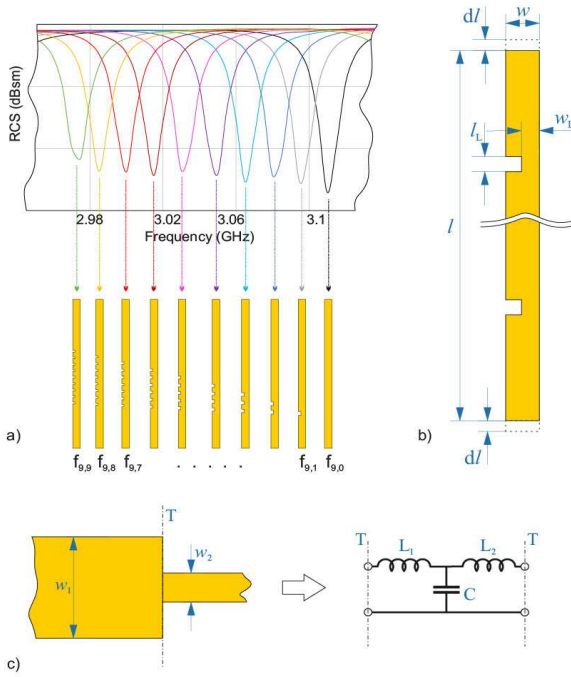 RCS (dBsm)
2.98 3.02 3.06 3.1
Frequency (GHz)
a)
f9,9 f9,8 f9,7 . . . . . f9,1 f9,0
dl
w
lL
l
dl
b)
T
w1
w2
T
L1
L2
T
C
c)